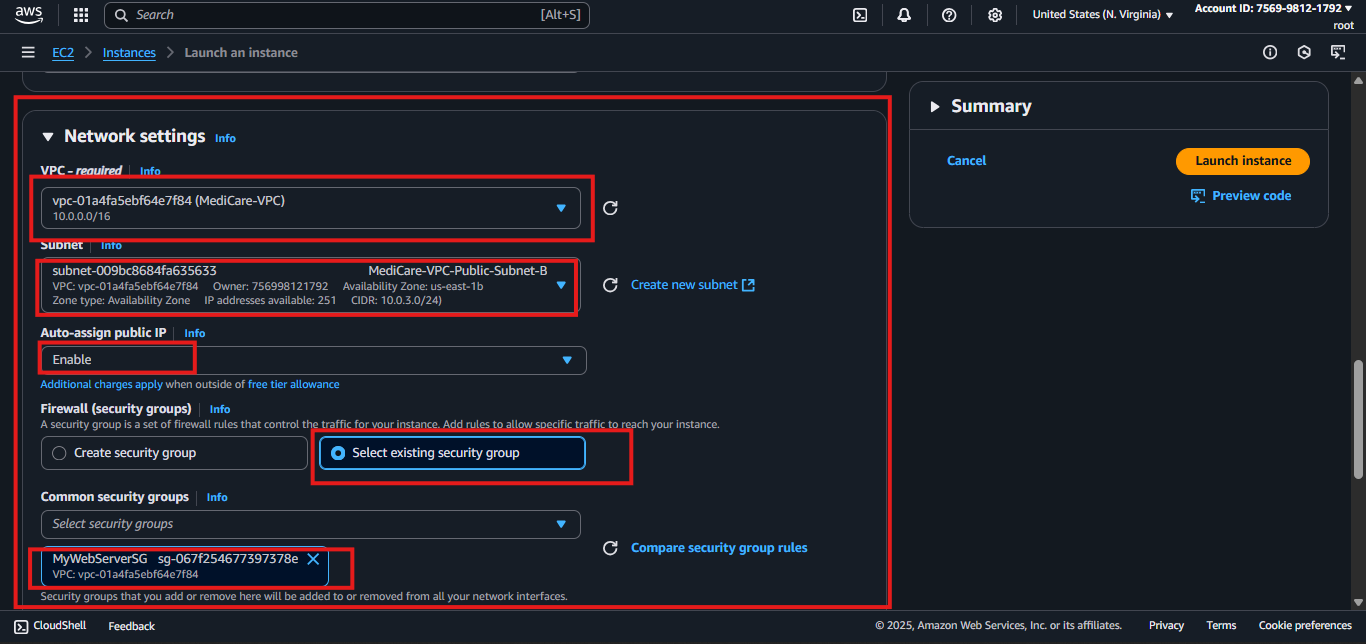 aws
Search [Alt+S]
United States (N. Virginia)
Account ID: 7569-9812-1792
root
EC2 Instances Launch an instance
Network settings Info
VPC - required Info
vpc-01a4fa5ebf64e7f84 (MediCare-VPC)
10.0.0.0/16
Subnet Info
subnet-009bc8684fa635633 MediCare-VPC-Public-Subnet-B
VPC: vpc-01a4fa5ebf64e7f84 Owner: 756998121792 Availability Zone: us-east-1b
Zone type: Availability Zone IP addresses available: 251 CIDR: 10.0.3.0/24)
Create new subnet
Auto-assign public IP Info
Enable
Additional charges apply when outside of free tier allowance
Firewall (security groups) Info
A security group is a set of firewall rules that control the traffic for your instance. Add rules to allow specific traffic to reach your instance.
Create security group
Select existing security group
Common security groups Info
Select security groups
MyWebServerSG sg-067f254677397378e
VPC: vpc-01a4fa5ebf64e7f84
Compare security group rules
Security groups that you add or remove here will be added to or removed from all your network interfaces.
Summary
Cancel
Launch instance
Preview code
CloudShell Feedback © 2025, Amazon Web Services, Inc. or its affiliates. Privacy Terms Cookie preferences